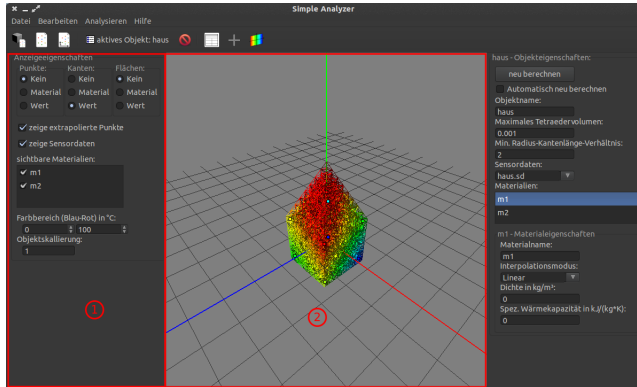 Simple Analyzer
Datei Bearbeiten Analysieren Hilfe
aktives Objekt: haus
Anzeigeeigenschaften
Punkte: Kanten: Flächen:
Kein Kein Kein
Material Material Material
Wert Wert Wert
zeige extrapolierte Punkte
zeige Sensordaten
sichtbare Materialien:
m1
m2
Farbbereich (Blau-Rot) in °C:
0 100
Objektskallierung:
1
1
2
haus - Objekteigenschaften:
neu berechnen
Automatisch neu berechnen
Objektname:
haus
Maximales Tetraedervolumen:
0.001
Min. Radius-Kantenlänge-Verhältnis:
2
Sensordaten:
haus.sd
Materialien:
m1
m2
m1 - Materialeigenschaften
Materialname:
m1
Interpolationsmodus:
Linear
Dichte in kg/m³:
0
Spez. Wärmekapazität in kJ/(kg*K):
0